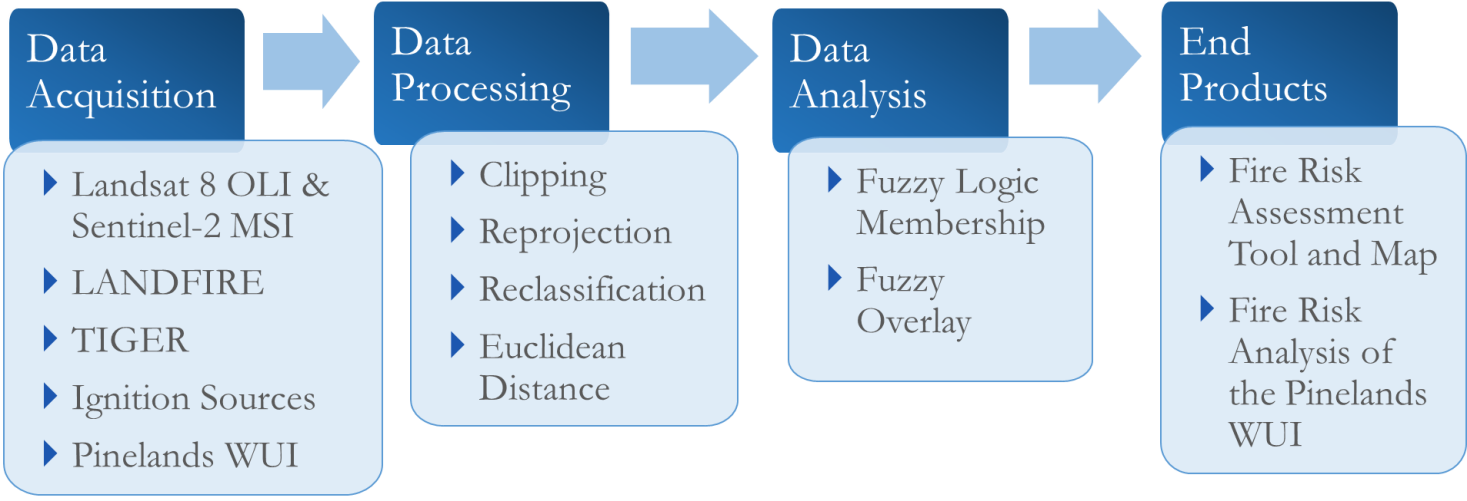 Data
Acquisition
Landsat 8 OLI &
Sentinel-2 MSI
LANDFIRE
TIGER
Ignition Sources
Pinelands WUI
Data
Processing
Clipping
Reprojection
Reclassification
Euclidean
Distance
Data
Analysis
Fuzzy Logic
Membership
Fuzzy
Overlay
End
Products
Fire Risk
Assessment
Tool and Map
Fire Risk
Analysis of
the Pinelands
WUI